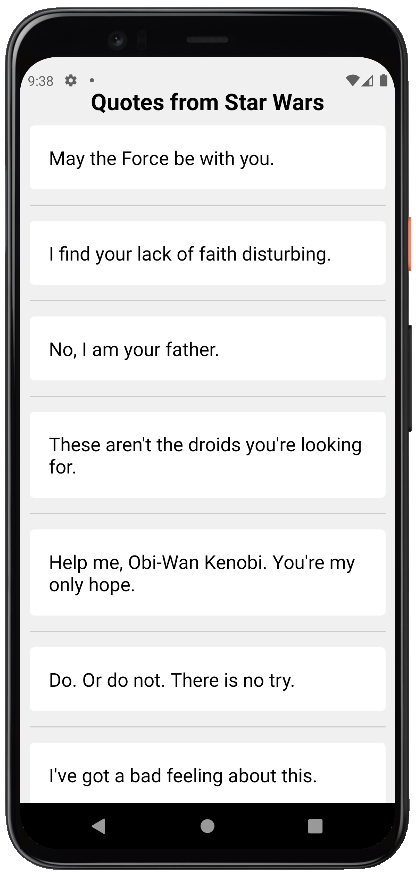 9:38
Quotes from Star Wars
May the Force be with you.
I find your lack of faith disturbing.
No, I am your father.
These aren't the droids you're looking
for.
Help me, Obi-Wan Kenobi. You're my
only hope.
Do. Or do not. There is no try.
I've got a bad feeling about this.